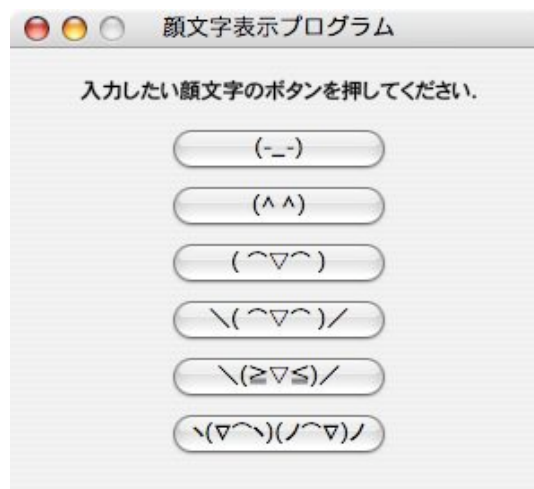 顔文字表示プログラム
入力したい顔文字のボタンを押してください.
(-_-)
(^ ^)
( ⌒▽⌒ )
＼( ⌒▽⌒ )／
＼(≧▽≦)／
ヽ(∇⌒ヽ)(ノ⌒∇)ノ